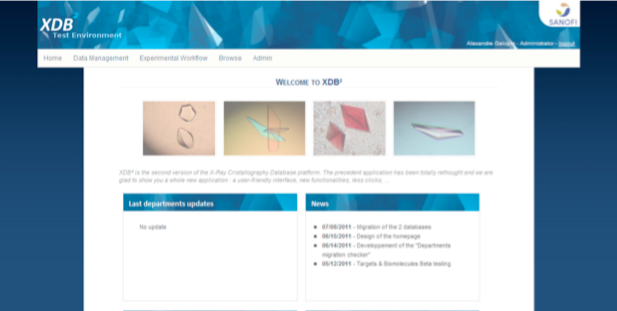 XDB²
Test Environment
SANOFI
Alexandre - Administrator - logout
Home Data Management Experimental Workflow Browse Admin
WELCOME TO XDB²
XDB² is the second version of the X-Ray Cristallography Database platform. The precedent application has been totally rethought and we are
glad to show you a whole new application : a user-friendly interface, new functionalities, less clicks, ...
Last departments updates
No update
News
07/08/2011 - Migration of the 2 databases
06/15/2011 - Design of the homepage
06/14/2011 - Developpement of the "Departments
migration checker"
05/12/2011 - Targets & Biomolecules Beta testing